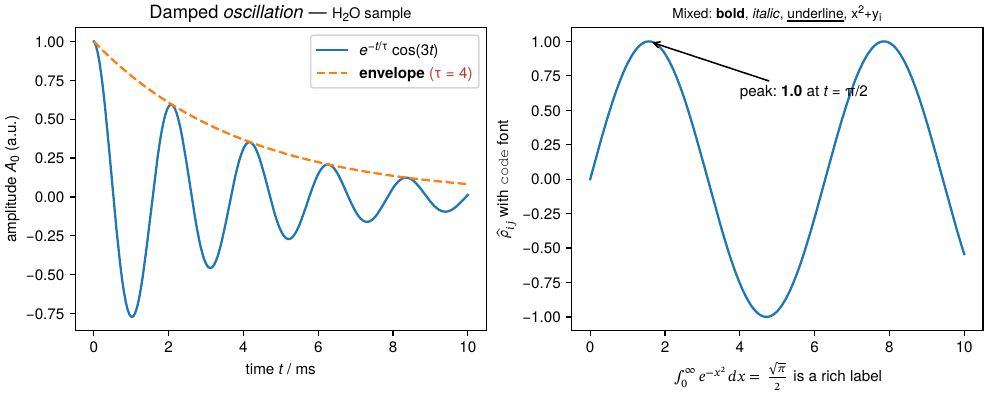 Damped oscillation — H₂O sample
e^{−t/τ} cos(3t)
envelope (τ = 4)
amplitude A₀ (a.u.)
1.00
0.75
0.50
0.25
0.00
−0.25
−0.50
−0.75
0 2 4 6 8 10
time t / ms
Mixed: bold, italic, underline, x²+yᵢ
peak: 1.0 at t = π/2
\hat{ρ}_{ij} with code font
1.00
0.75
0.50
0.25
0.00
−0.25
−0.50
−0.75
−1.00
0 2 4 6 8 10
∫₀^∞ e^{−x²} dx = √π/2 is a rich label